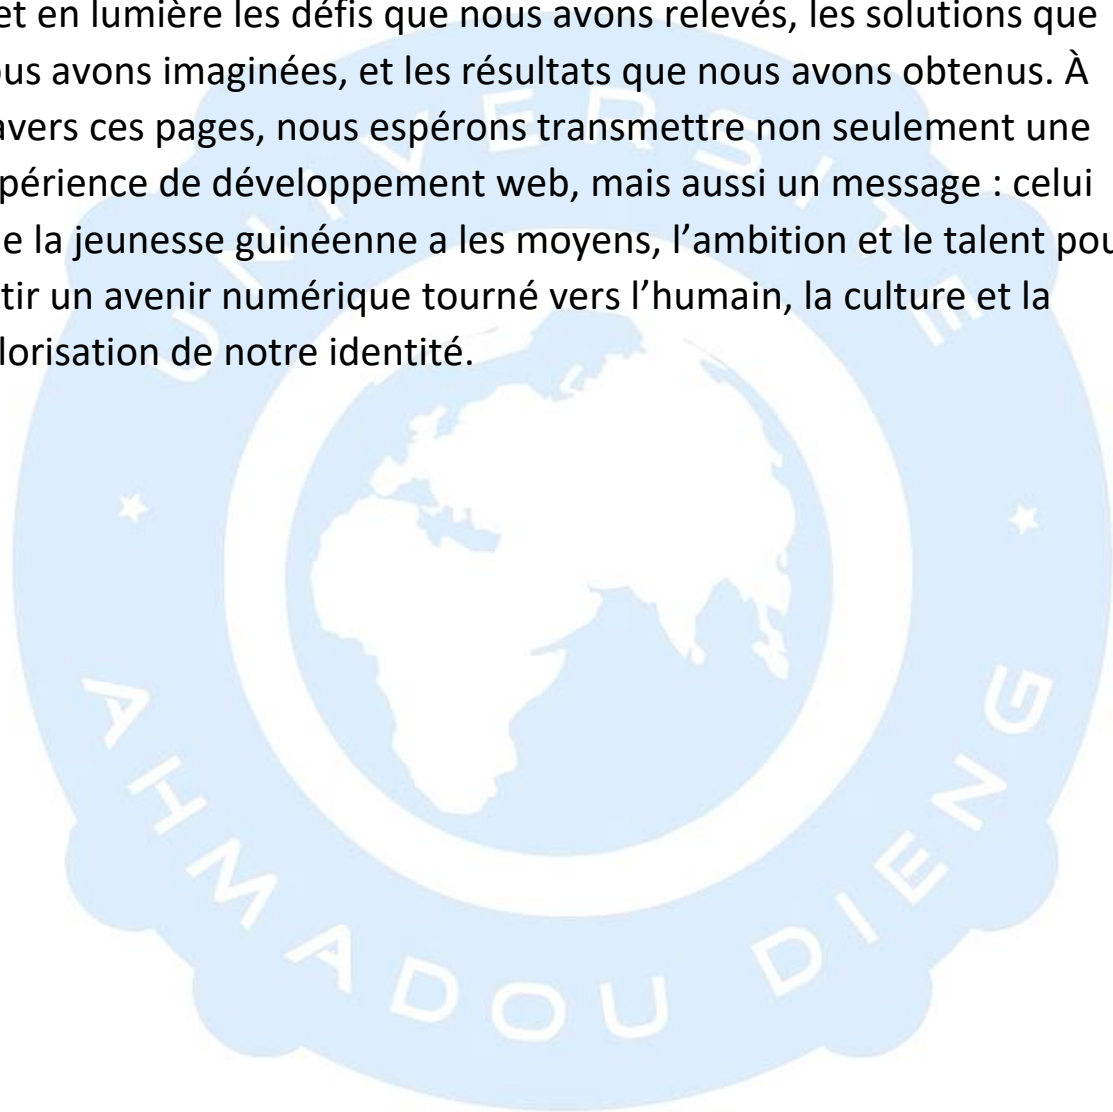 et en lumière les défis que nous avons relevés, les solutions que
ous avons imaginées, et les résultats que nous avons obtenus. À
avers ces pages, nous espérons transmettre non seulement une
périence de développement web, mais aussi un message : celui
e la jeunesse guinéenne a les moyens, l’ambition et le talent pou
tir un avenir numérique tourné vers l’humain, la culture et la
lorisation de notre identité.
UNIVERSITE
AHMADOU DIENG